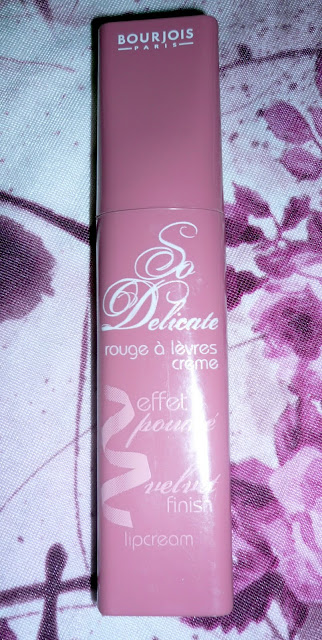 BOURJOIS
PARIS
So
Delicate
rouge à lèvres
crème
effet
poudré
velvet
finish
lipcream